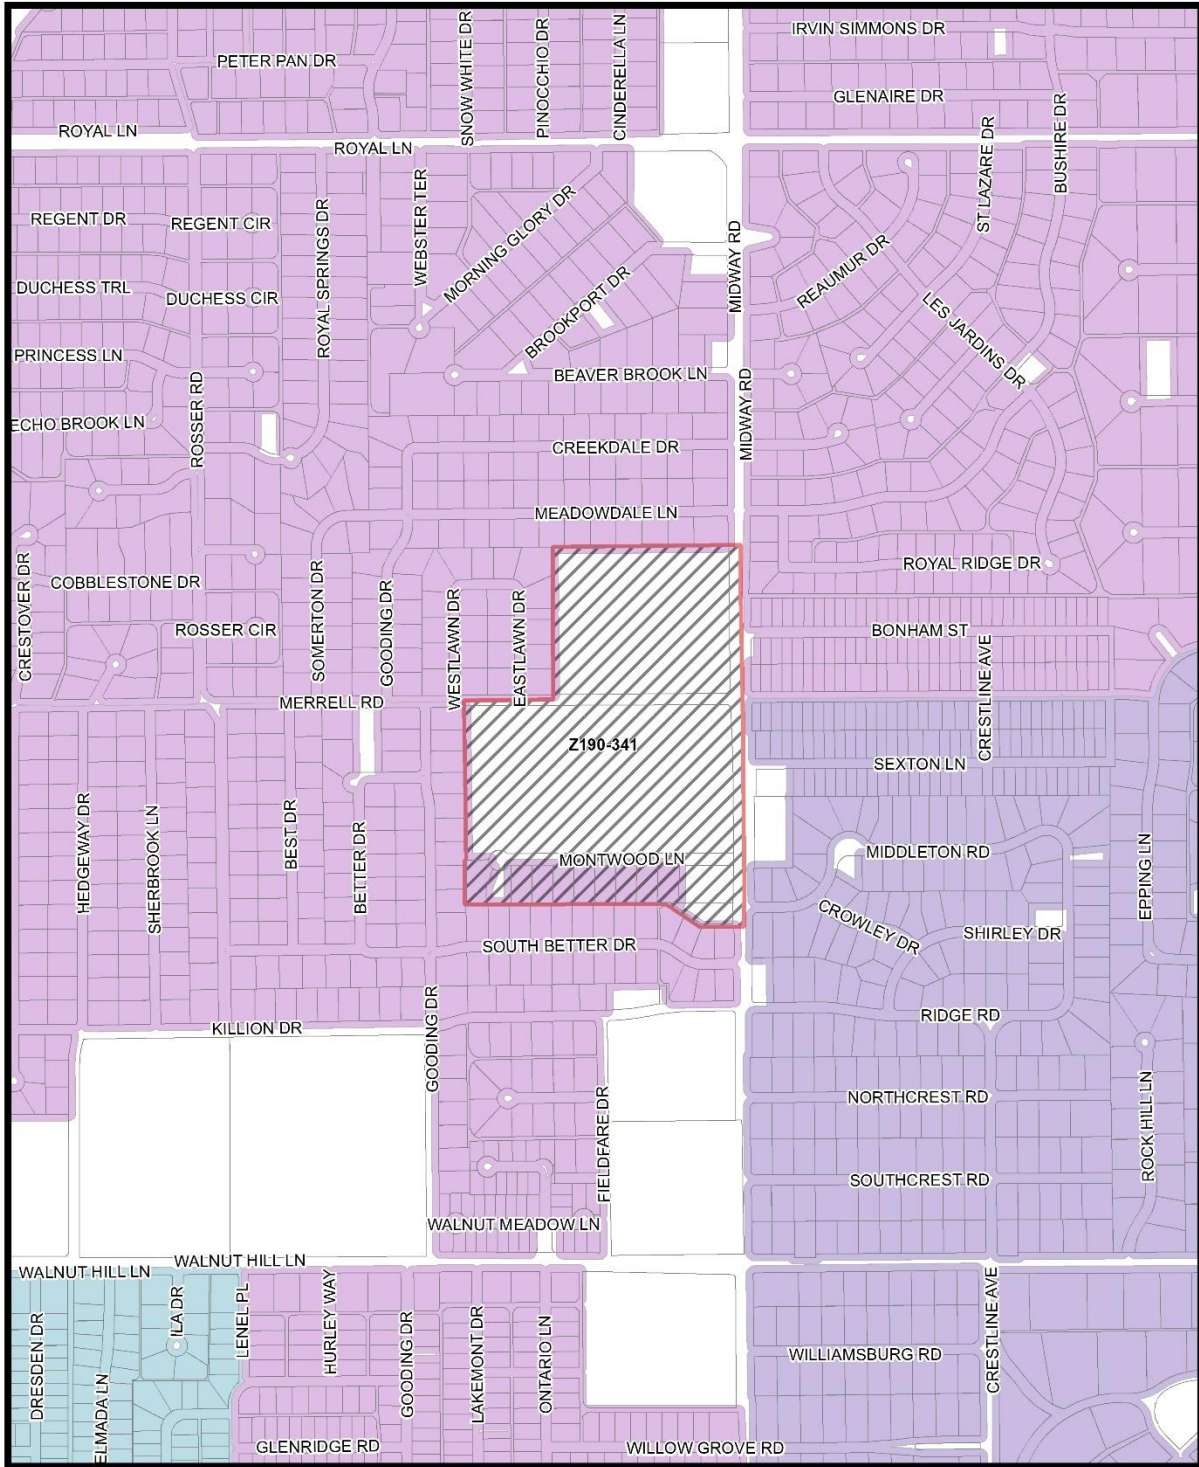 IRVIN SIMMONS DR
PETER PAN DR
SNOW WHITE DR
PINOCCHIO DR
CINDERELLA LN
GLENAIRE DR
ROYAL LN
ROYAL LN
ST LAZARE DR
BUSHIRE DR
WEBSTER TER
REGENT DR
REGENT CIR
ROYAL SPRINGS DR
MORNING GLORY DR
MIDWAY RD
REAUMUR DR
DUCHESS TRL
DUCHESS CIR
BROOKPORT DR
LES JARDINS DR
PRINCESS LN
BEAVER BROOK LN
ROSSER RD
MIDWAY RD
ECHO BROOK LN
CREEKDALE DR
MEADOWDALE LN
CRESTOVER DR
COBBLESTONE DR
SOMERTON DR
GOODING DR
WESTLAWN DR
EASTLAWN DR
ROYAL RIDGE DR
ROSSER CIR
BONHAM ST
CRESTLINE AVE
MERRELL RD
Z190-341
SEXTON LN
HEDGEWAY DR
SHERBROOK LN
BEST DR
BETTER DR
MONTWOOD LN
MIDDLETON RD
EPPING LN
CROWLEY DR
SHIRLEY DR
SOUTH BETTER DR
GOODING DR
KILLION DR
RIDGE RD
FIELDFARE DR
NORTHCREST RD
ROCK HILL LN
SOUTHCREST RD
WALNUT MEADOW LN
WALNUT HILL LN
WALNUT HILL LN
DRESDEN DR
ELMADA LN
ILA DR
LENEL PL
HURLEY WAY
GOODING DR
LAKEMONT DR
ONTARIO LN
WILLIAMSBURG RD
CRESTLINE AVE
GLENRIDGE RD
WILLOW GROVE RD